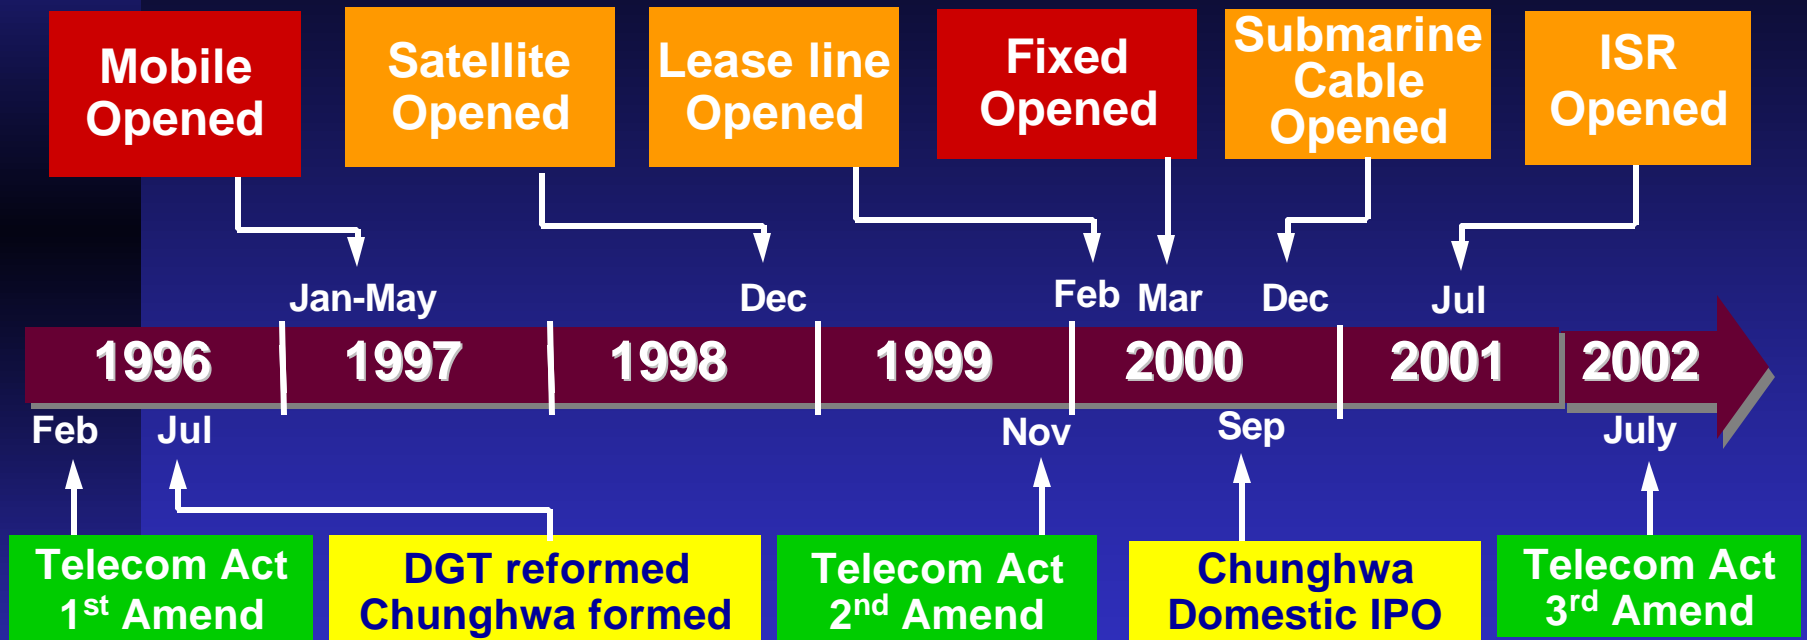 Mobile
Opened
Satellite
Opened
Lease line
Opened
Fixed
Opened
Submarine
Cable
Opened
ISR
Opened
Jan-May
Dec
Feb
Mar
Dec
Jul
1996
1997
1998
1999
2000
2001
2002
Feb
Jul
Nov
Sep
July
Telecom Act
1st Amend
DGT reformed
Chunghwa formed
Telecom Act
2nd Amend
Chunghwa
Domestic IPO
Telecom Act
3rd Amend